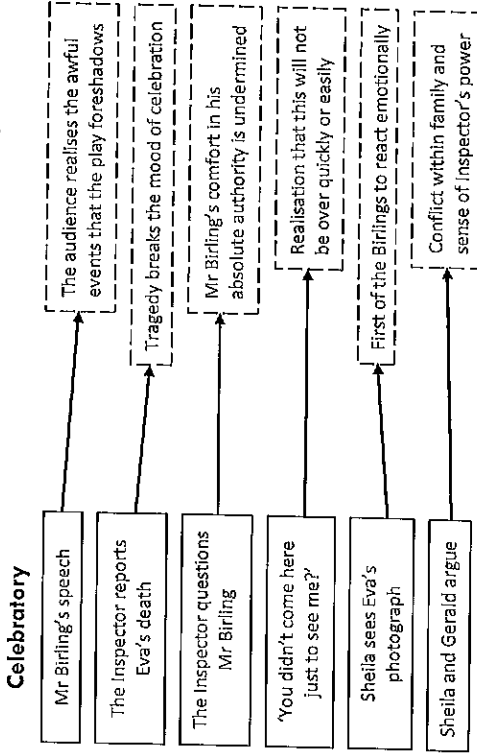 Celebratory
Mr Birling's speech
The audience realises the awful
events that the play foreshadows
The Inspector reports
Eva's death
Tragedy breaks the mood of celebration
The Inspector questions
Mr Birling
Mr Birling's comfort in his
absolute authority is undermined
'You didn't come here
just to see me?'
Realisation that this will not
be over quickly or easily
Sheila sees Eva's
photograph
First of the Birlings to react emotionally
Sheila and Gerald argue
Conflict within family and
sense of Inspector's power